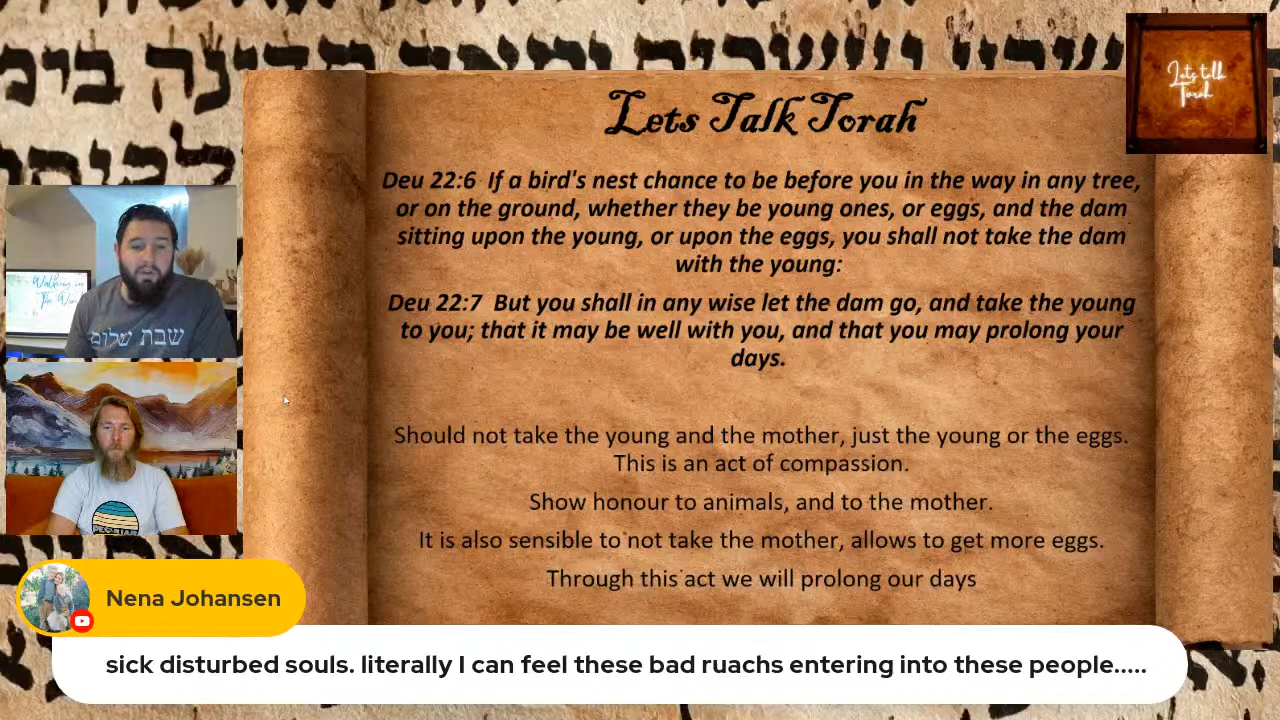 Lets Talk Torah
Lets talk
Torah
Deu 22:6 If a bird's nest chance to be before you in the way in any tree,
or on the ground, whether they be young ones, or eggs, and the dam
sitting upon the young, or upon the eggs, you shall not take the dam
with the young:
Deu 22:7 But you shall in any wise let the dam go, and take the young
to you; that it may be well with you, and that you may prolong your
days.
Should not take the young and the mother, just the young or the eggs.
This is an act of compassion.
Show honour to animals, and to the mother.
It is also sensible to not take the mother, allows to get more eggs.
Through this act we will prolong our days
Walking in
The
שבת שלום
Nena Johansen
sick disturbed souls. literally I can feel these bad ruachs entering into these people.....